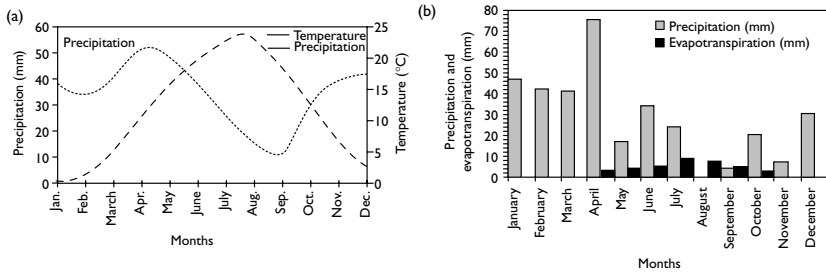 (a)
60
50
40
30
20
10
0
Precipitation (mm)
Precipitation
Temperature
Precipitation
25
20
15
10
5
0
Temperature (°C)
Jan.
Feb.
March
Apr.
May
June
July
Aug.
Sep.
Oct.
Nov.
Dec.
Months
(b)
80
70
60
50
40
30
20
10
0
Precipitation and
evapotranspiration (mm)
Precipitation (mm)
Evapotranspiration (mm)
January
February
March
April
May
June
July
August
September
October
November
December
Months